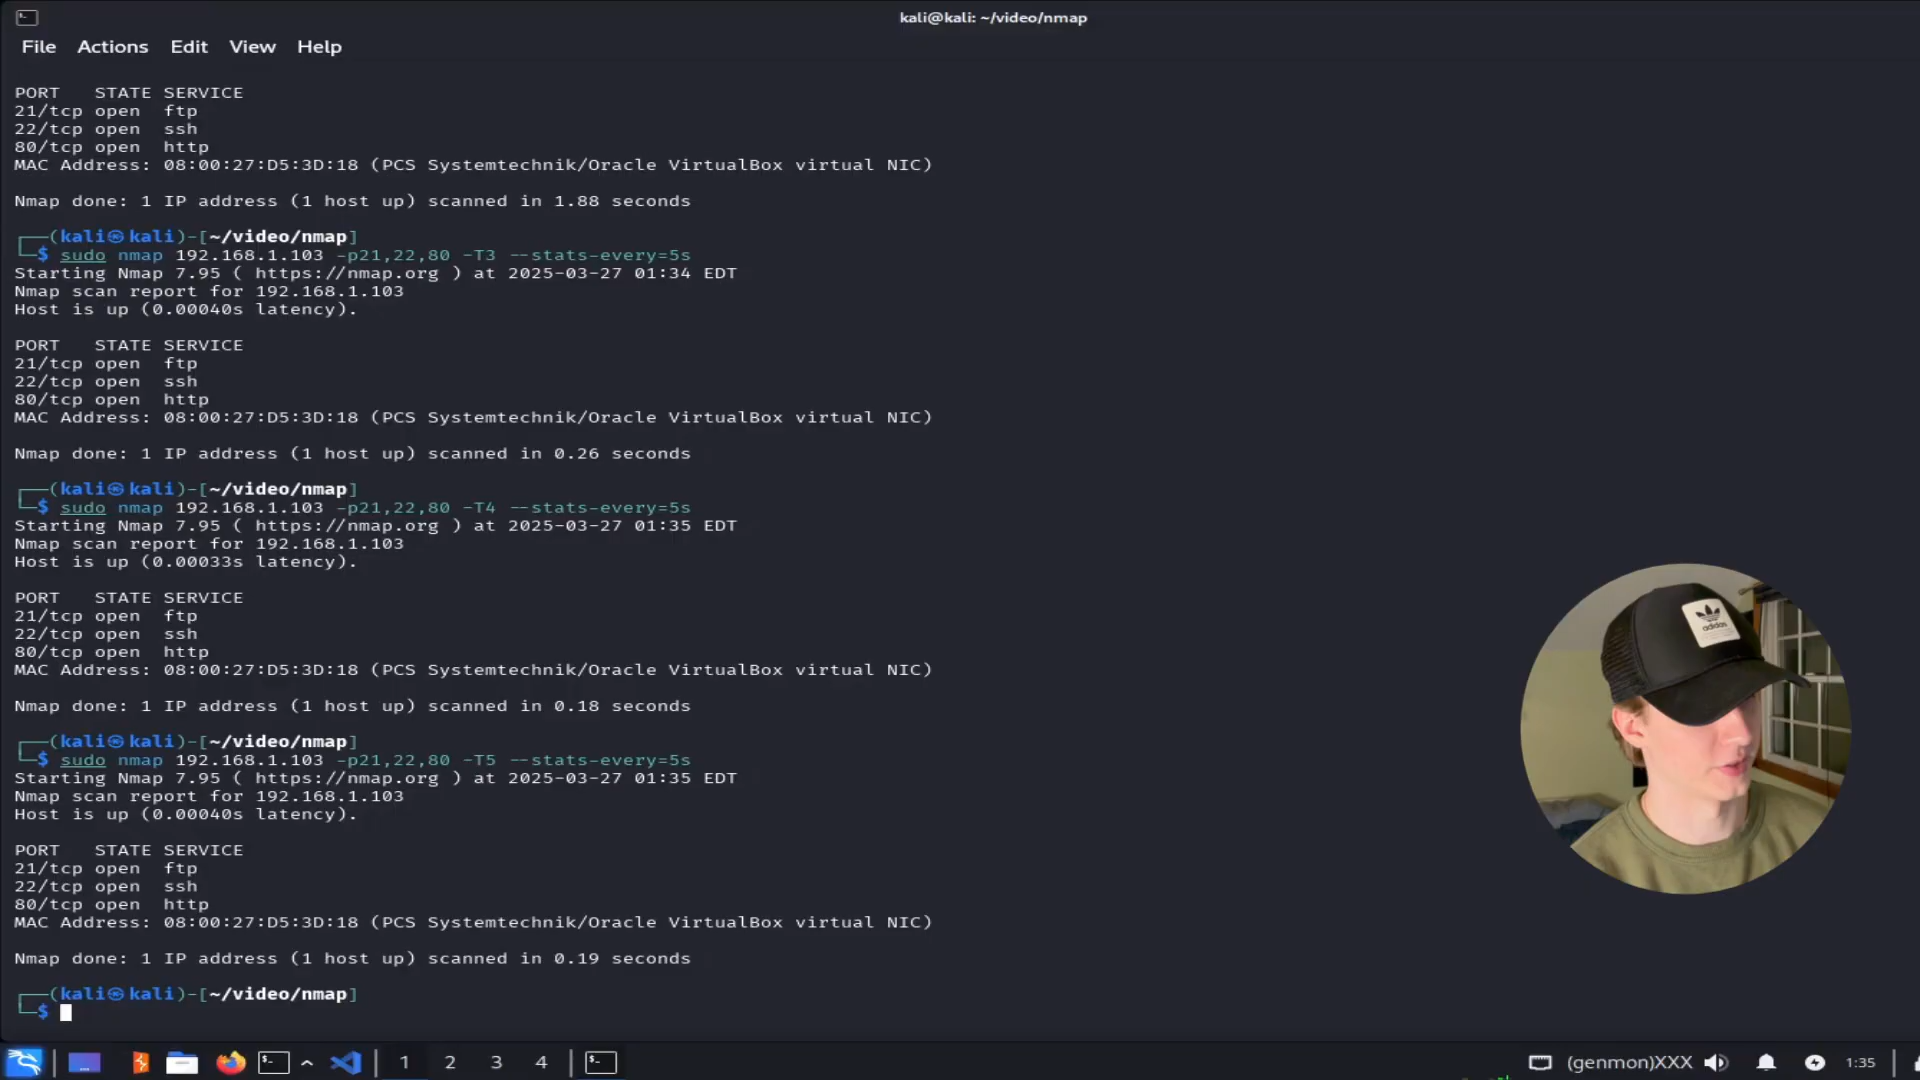 kali@kali: ~/video/nmap
File Actions Edit View Help
PORT STATE SERVICE
21/tcp open ftp
22/tcp open ssh
80/tcp open http
MAC Address: 08:00:27:D5:3D:18 (PCS Systemtechnik/Oracle VirtualBox virtual NIC)
Nmap done: 1 IP address (1 host up) scanned in 1.88 seconds
┌──(kali㉿kali)-[~/video/nmap]
└─$ sudo nmap 192.168.1.103 -p21,22,80 -T3 --stats-every=5s
Starting Nmap 7.95 ( https://nmap.org ) at 2025-03-27 01:34 EDT
Nmap scan report for 192.168.1.103
Host is up (0.00040s latency).
PORT STATE SERVICE
21/tcp open ftp
22/tcp open ssh
80/tcp open http
MAC Address: 08:00:27:D5:3D:18 (PCS Systemtechnik/Oracle VirtualBox virtual NIC)
Nmap done: 1 IP address (1 host up) scanned in 0.26 seconds
┌──(kali㉿kali)-[~/video/nmap]
└─$ sudo nmap 192.168.1.103 -p21,22,80 -T4 --stats-every=5s
Starting Nmap 7.95 ( https://nmap.org ) at 2025-03-27 01:35 EDT
Nmap scan report for 192.168.1.103
Host is up (0.00033s latency).
PORT STATE SERVICE
21/tcp open ftp
22/tcp open ssh
80/tcp open http
MAC Address: 08:00:27:D5:3D:18 (PCS Systemtechnik/Oracle VirtualBox virtual NIC)
Nmap done: 1 IP address (1 host up) scanned in 0.18 seconds
┌──(kali㉿kali)-[~/video/nmap]
└─$ sudo nmap 192.168.1.103 -p21,22,80 -T5 --stats-every=5s
Starting Nmap 7.95 ( https://nmap.org ) at 2025-03-27 01:35 EDT
Nmap scan report for 192.168.1.103
Host is up (0.00040s latency).
PORT STATE SERVICE
21/tcp open ftp
22/tcp open ssh
80/tcp open http
MAC Address: 08:00:27:D5:3D:18 (PCS Systemtechnik/Oracle VirtualBox virtual NIC)
Nmap done: 1 IP address (1 host up) scanned in 0.19 seconds
┌──(kali㉿kali)-[~/video/nmap]
└─$
adidas
1 2 3 4 (genmon)XXX 1:35